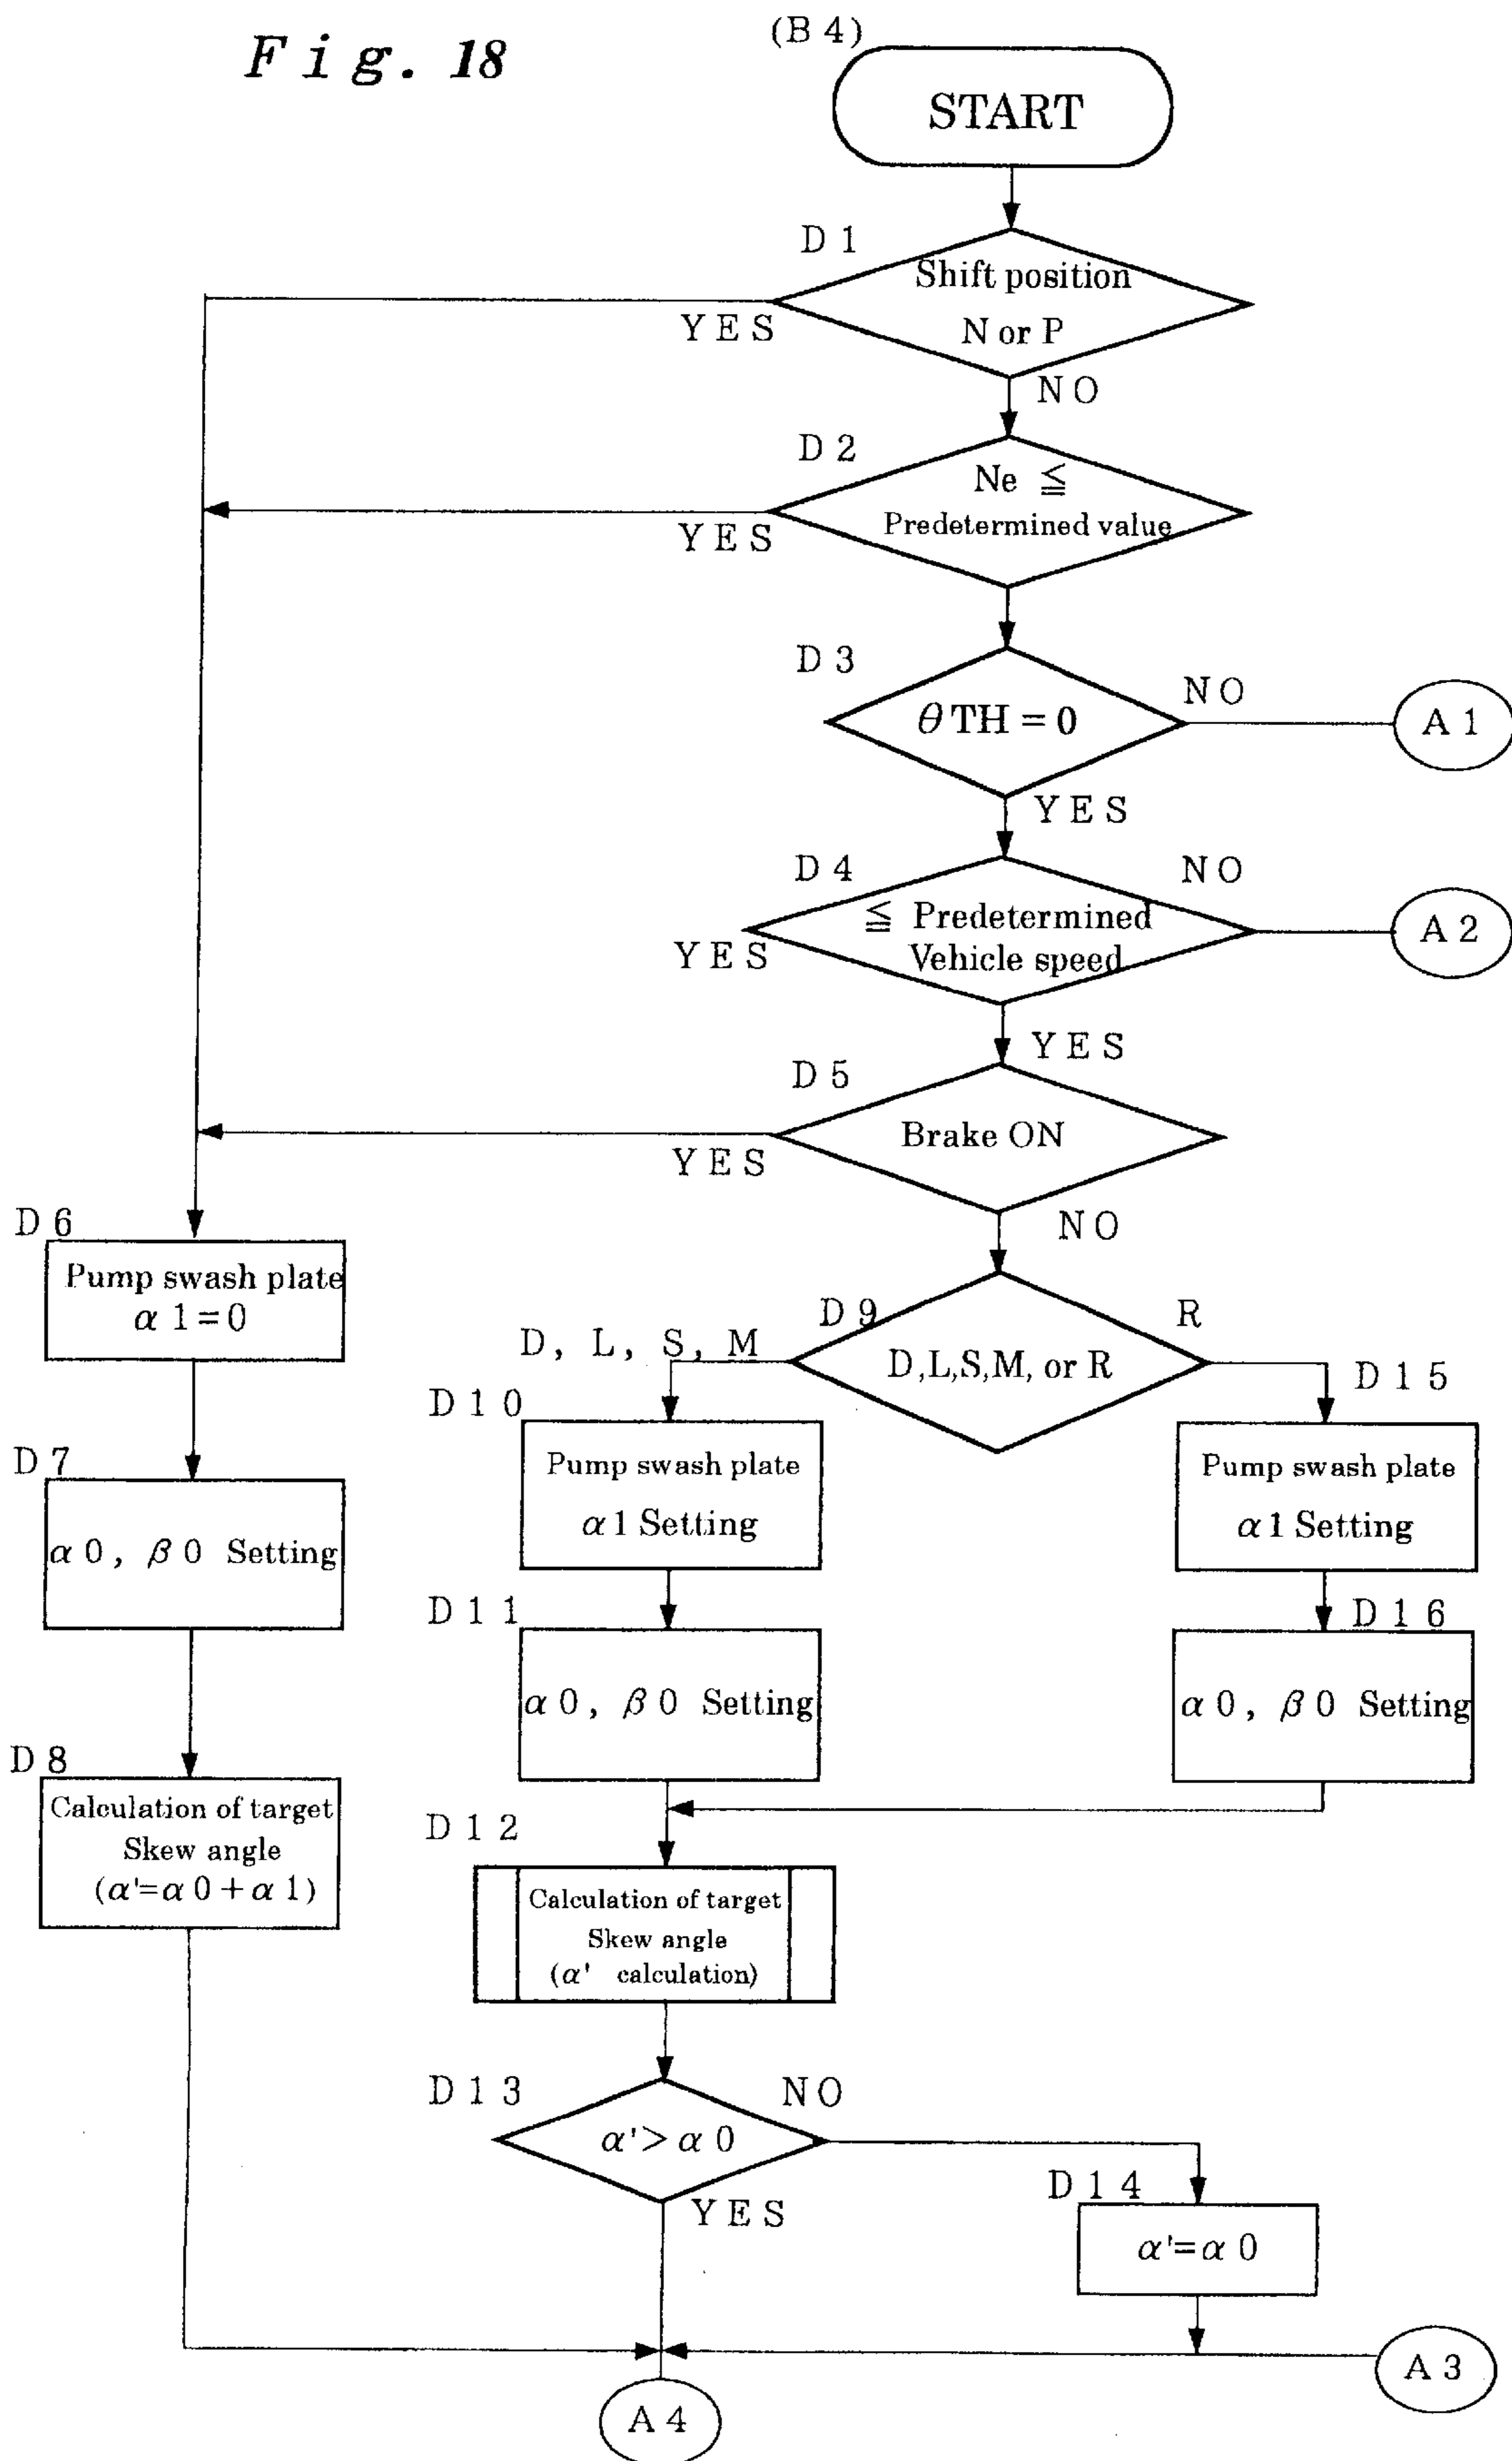 Fig. 18
(B4)
START
D1
Shift position
N or P
YES
NO
D2
Ne ≦
Predetermined value
YES
D3
θTH = 0
NO
A1
YES
D4
NO
≦ Predetermined
Vehicle speed
YES
A2
YES
D5
Brake ON
YES
NO
D6
Pump swash plate
α1=0
D9
R
D, L, S, M
D,L,S,M, or R
D15
D10
Pump swash plate
α1 Setting
Pump swash plate
α1 Setting
D7
α0, β0 Setting
D11
α0, β0 Setting
D16
α0, β0 Setting
D8
Calculation of target
Skew angle
(α'=α0+α1)
D12
Calculation of target
Skew angle
(α' calculation)
D13
NO
α'>α0
YES
D14
α'=α0
A3
A4